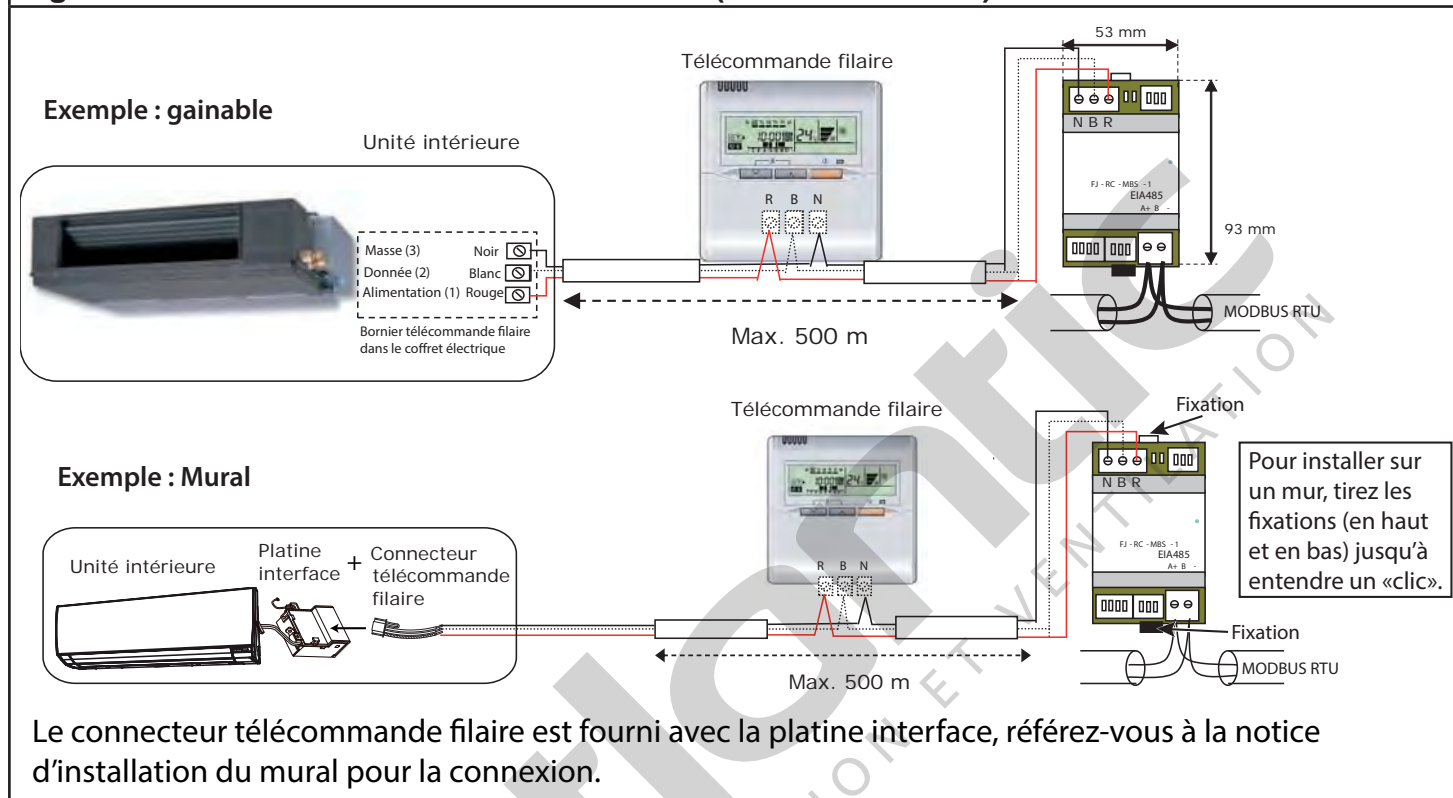 Exemple : gainable
Unité intérieure
Masse (3) Noir
Donnée (2) Blanc
Alimentation (1) Rouge
Bornier télécommande filaire
dans le coffret électrique
Télécommande filaire
R B N
Max. 500 m
53 mm
N B R
FJ - RC - MBS - 1
EIA485
A+ B -
93 mm
MODBUS RTU
Exemple : Mural
Unité intérieure
Platine
interface
+
Connecteur
télécommande
filaire
Télécommande filaire
R B N
Max. 500 m
Fixation
N B R
FJ - RC - MBS - 1
EIA485
A+ B -
Fixation
MODBUS RTU
Pour installer sur
un mur, tirez les
fixations (en haut
et en bas) jusqu'à
entendre un «clic».
Le connecteur télécommande filaire est fourni avec la platine interface, référez-vous à la notice
d'installation du mural pour la connexion.